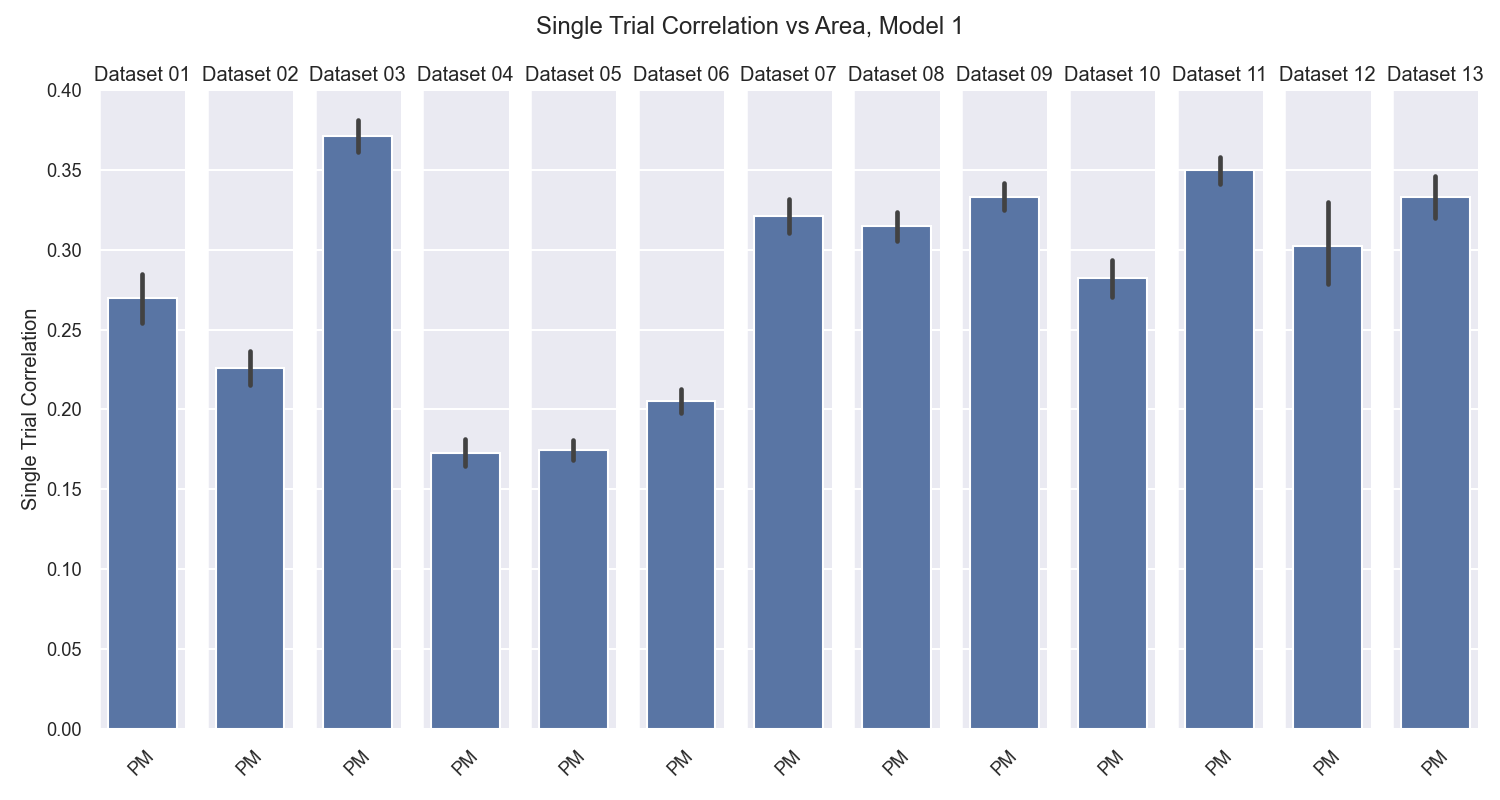 Single Trial Correlation vs Area, Model 1
Dataset 01 Dataset 02 Dataset 03 Dataset 04 Dataset 05 Dataset 06 Dataset 07 Dataset 08 Dataset 09 Dataset 10 Dataset 11 Dataset 12 Dataset 13
0.40
0.35
0.30
0.25
0.20
0.15
0.10
0.05
0.00
Single Trial Correlation
PM PM PM PM PM PM PM PM PM PM PM PM PM